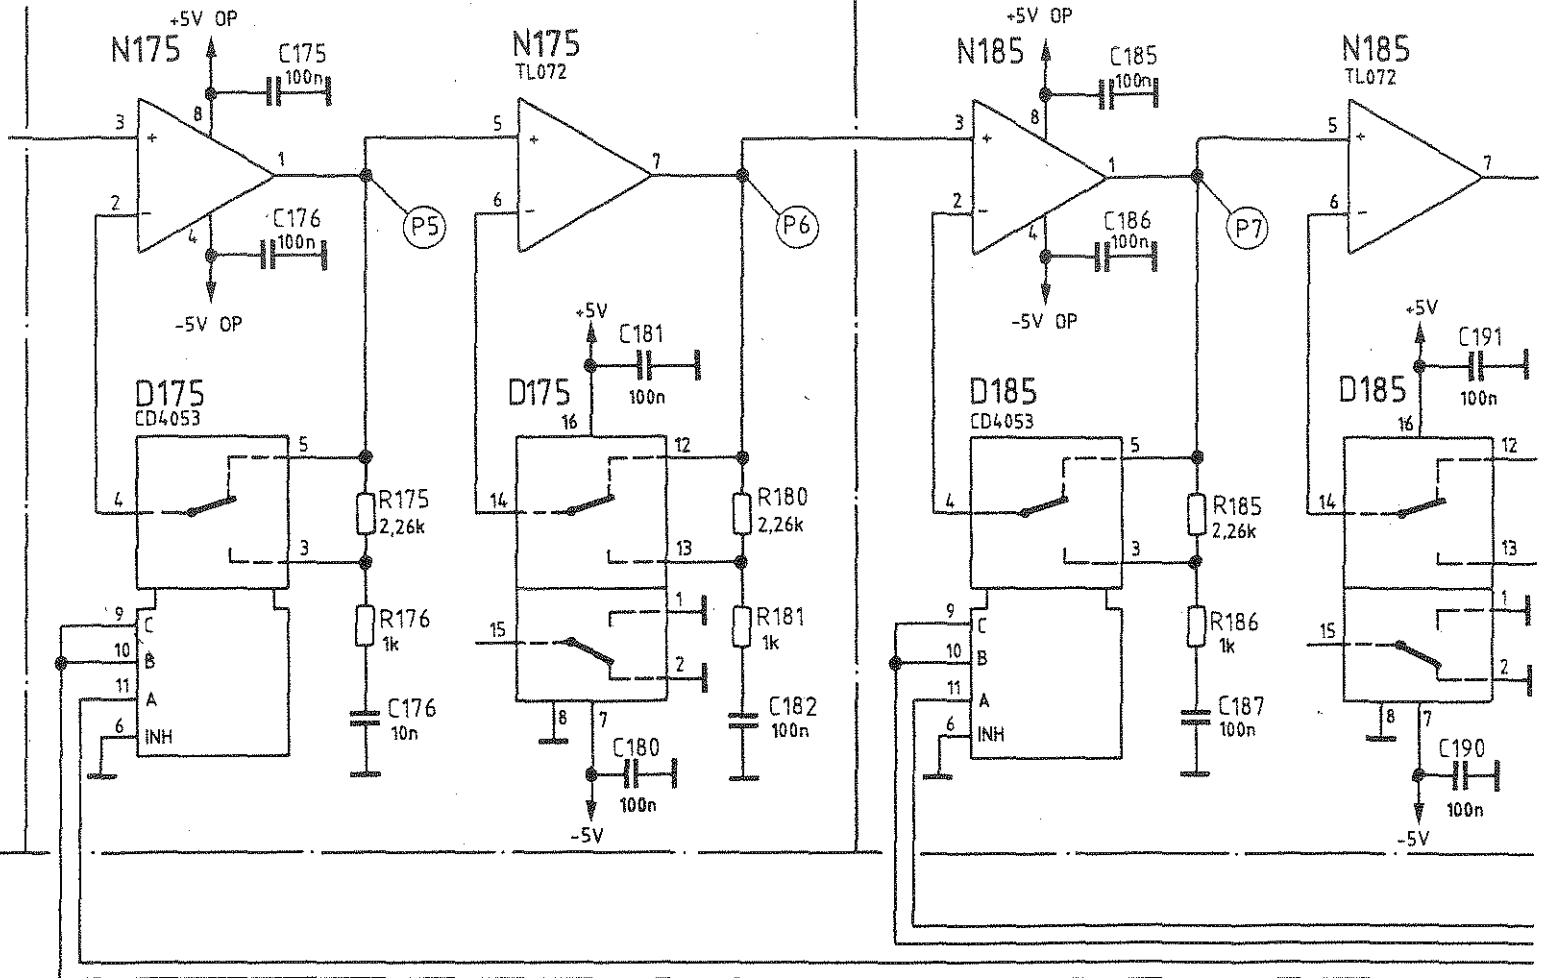 +5V OP
N175
C175
100n
8
3
+
1
2
−
4
C176
100n
-5V OP
P5
N175
TL072
5
+
7
6
−
P6
+5V OP
N185
C185
100n
8
3
+
1
2
−
4
C186
100n
-5V OP
P7
N185
TL072
5
+
7
6
−
D175
CD4053
5
4
3
R175
2,26k
R176
1k
C176
10n
9
C
10
B
11
A
6
INH
+5V
C181
100n
D175
16
12
14
13
1
15
2
8
7
R180
2,26k
R181
1k
C182
100n
C180
100n
-5V
D185
CD4053
5
4
3
R185
2,26k
R186
1k
C187
100n
9
C
10
B
11
A
6
INH
+5V
C191
100n
D185
16
12
14
13
1
15
2
8
7
C190
100n
-5V